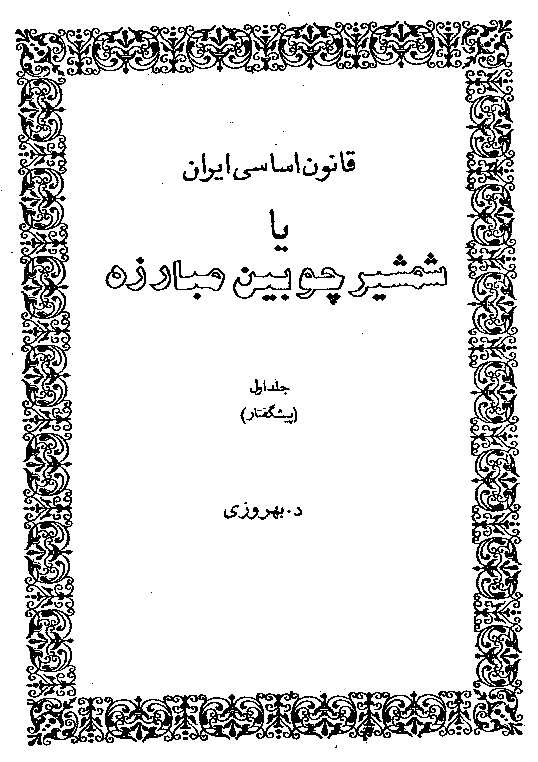 قانون اساسی ایران
یا
شمشیر چوبین مبارزه
جلد اول
(پیشگفتار)
د. بهروزی